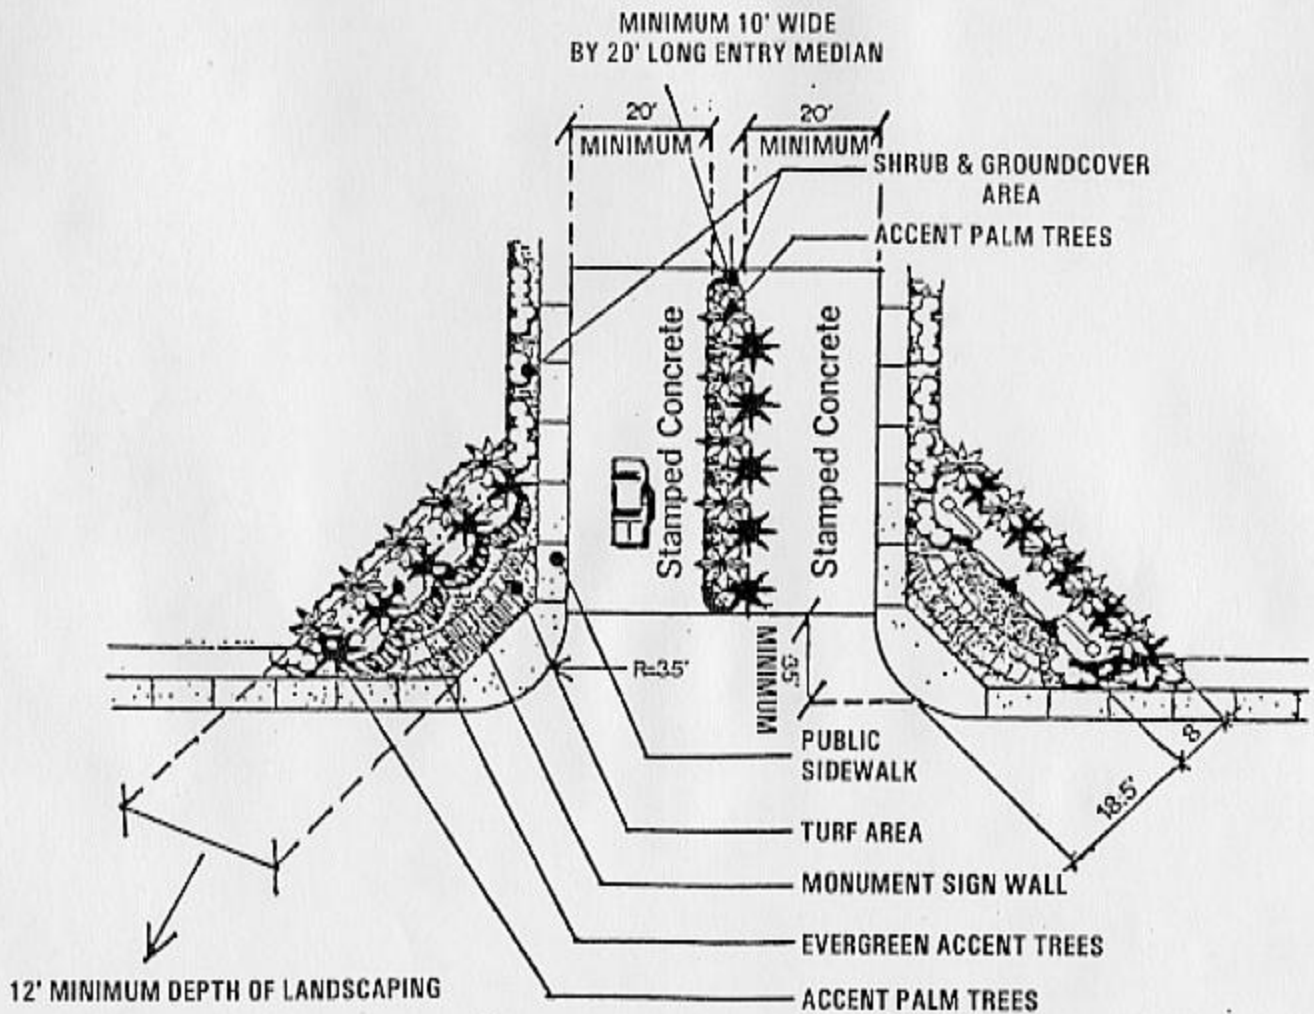 MINIMUM 10' WIDE
BY 20' LONG ENTRY MEDIAN
20'
MINIMUM
20'
MINIMUM
SHRUB & GROUNDCOVER
AREA
ACCENT PALM TREES
Stamped Concrete
Stamped Concrete
R=35'
35'
MINIMUM
8
18.5'
PUBLIC
SIDEWALK
TURF AREA
MONUMENT SIGN WALL
EVERGREEN ACCENT TREES
ACCENT PALM TREES
12' MINIMUM DEPTH OF LANDSCAPING